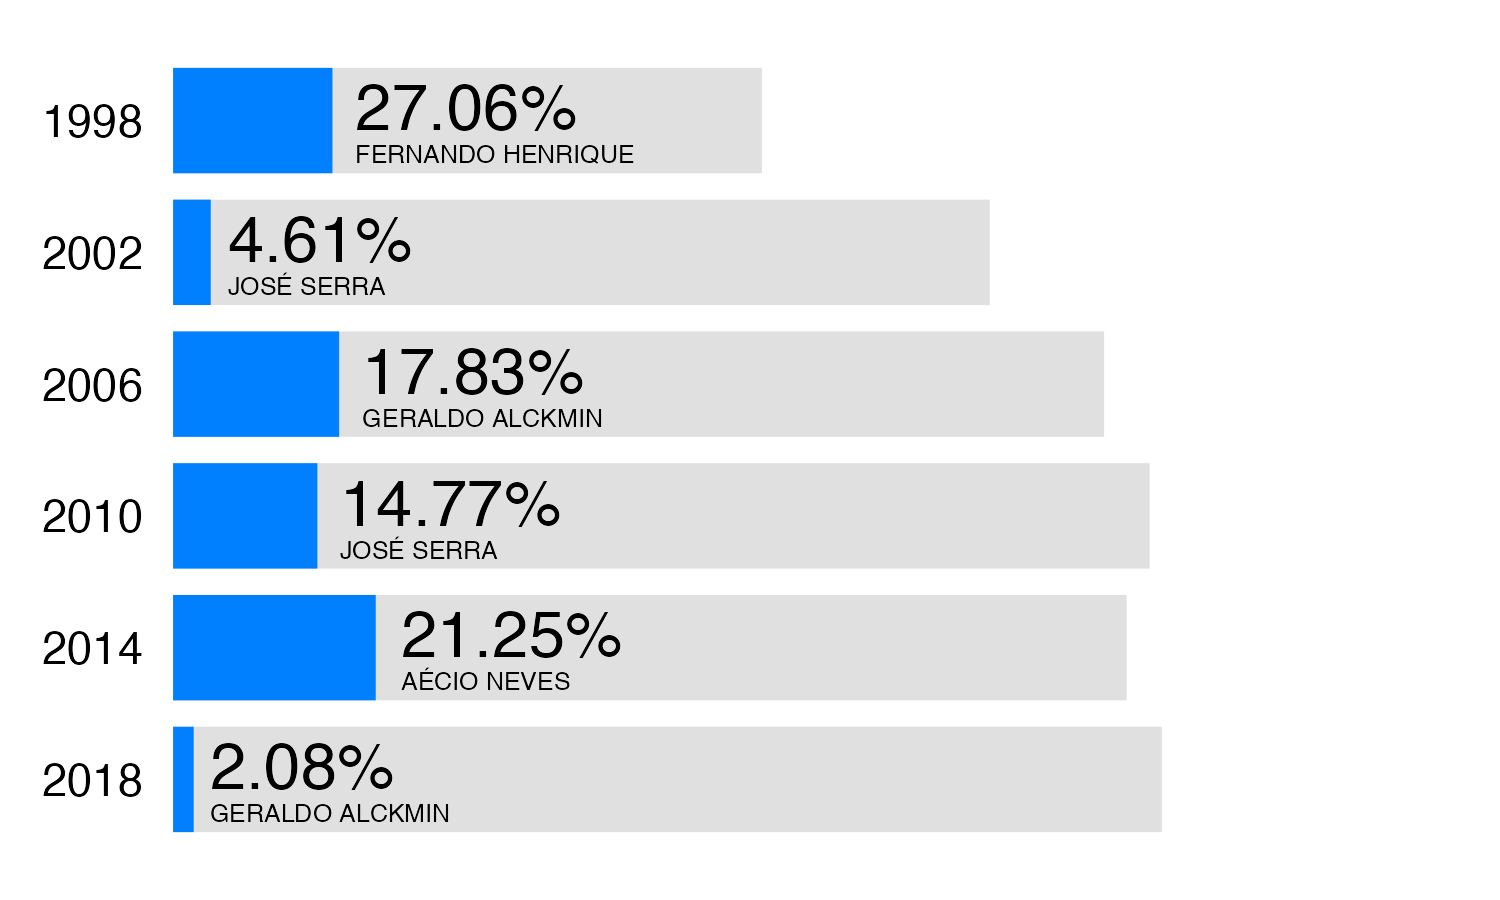 1998
27.06%
FERNANDO HENRIQUE
2002
4.61%
JOSÉ SERRA
2006
17.83%
GERALDO ALCKMIN
2010
14.77%
JOSÉ SERRA
2014
21.25%
AÉCIO NEVES
2018
2.08%
GERALDO ALCKMIN